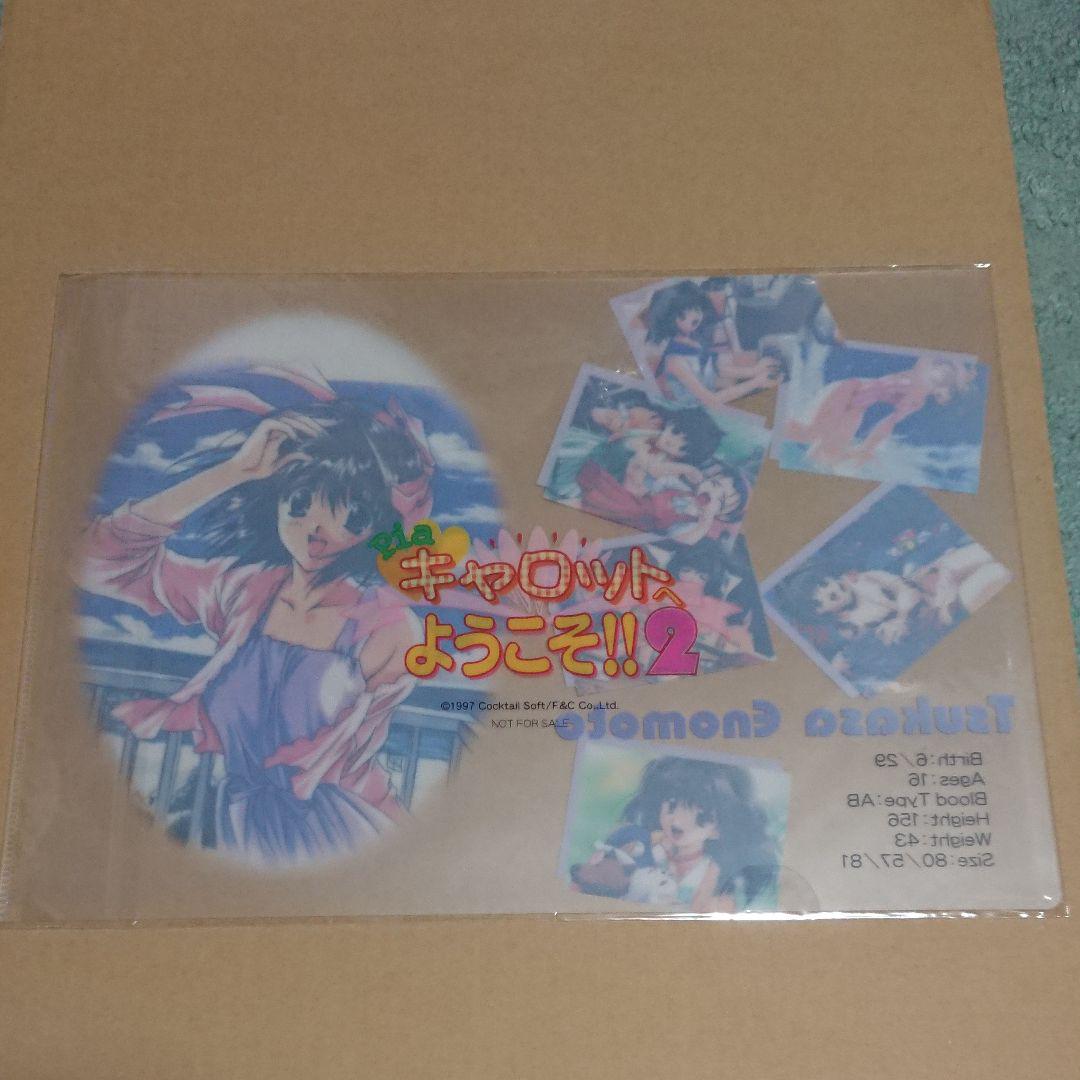 Pia
キャロットへ
ようこそ!!2
©1997 Cocktail Soft/F&C Co.,Ltd.
NOT FOR SALE
Tsukasa Enomoto
Birth:6/29
Ages:16
Blood Type:AB
Height:156
Weight:43
Size:80/57/81